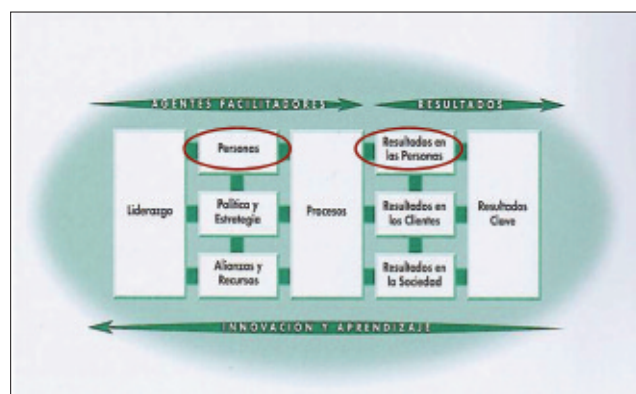 AGENTES FACILITADORES
RESULTADOS
Liderazgo
Personas
Política y
Estrategia
Alianzas y
Recursos
Procesos
Resultados en
las Personas
Resultados en
los Clientes
Resultados en
la Sociedad
Resultados
Clave
INNOVACIÓN Y APRENDIZAJE